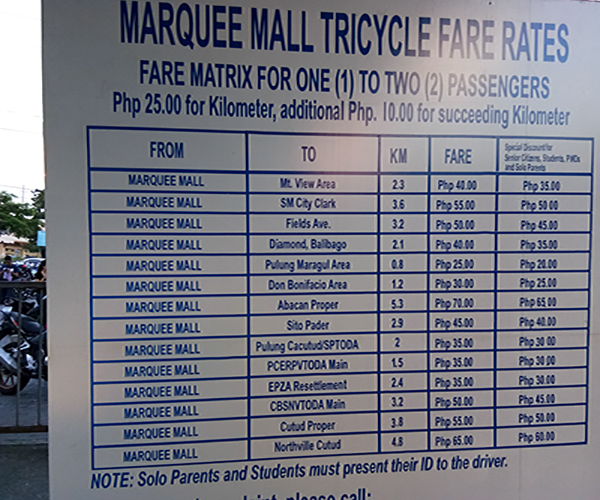 MARQUEE MALL TRICYCLE FARE RATES
FARE MATRIX FOR ONE (1) TO TWO (2) PASSENGERS
Php 25.00 for Kilometer, additional Php. 10.00 for succeeding Kilometer
FROM TO KM FARE Special Discount for Senior Citizens, Students, PWDs and Solo Parents
MARQUEE MALL Mt. View Area 2.3 Php 40.00 Php 35.00
MARQUEE MALL SM City Clark 3.6 Php 55.00 Php 50 00
MARQUEE MALL Fields Ave. 3.2 Php 50.00 Php 45.00
MARQUEE MALL Diamond, Balibago 2.1 Php 40.00 Php 35.00
MARQUEE MALL Pulung Maragul Area 0.8 Php 25.00 Php 20.00
MARQUEE MALL Don Bonifacio Area 1.2 Php 30.00 Php 25.00
MARQUEE MALL Abacan Proper 5.3 Php 70.00 Php 65 00
MARQUEE MALL Sito Pader 2.9 Php 45.00 Php 40.00
MARQUEE MALL Pulung Cacutud/SPTODA 2 Php 35.00 Php 30 00
MARQUEE MALL PCERPVTODA Main 1.5 Php 35.00 Php 30 00
MARQUEE MALL EPZA Resettlement 2.4 Php 35.00 Php 30.00
MARQUEE MALL CBSNVTODA Main 3.2 Php 50.00 Php 45.00
MARQUEE MALL Cutud Proper 3.8 Php 55.00 Php 50.00
MARQUEE MALL Northville Cutud 4.8 Php 65.00 Php 60.00
NOTE: Solo Parents and Students must present their ID to the driver.
please call: